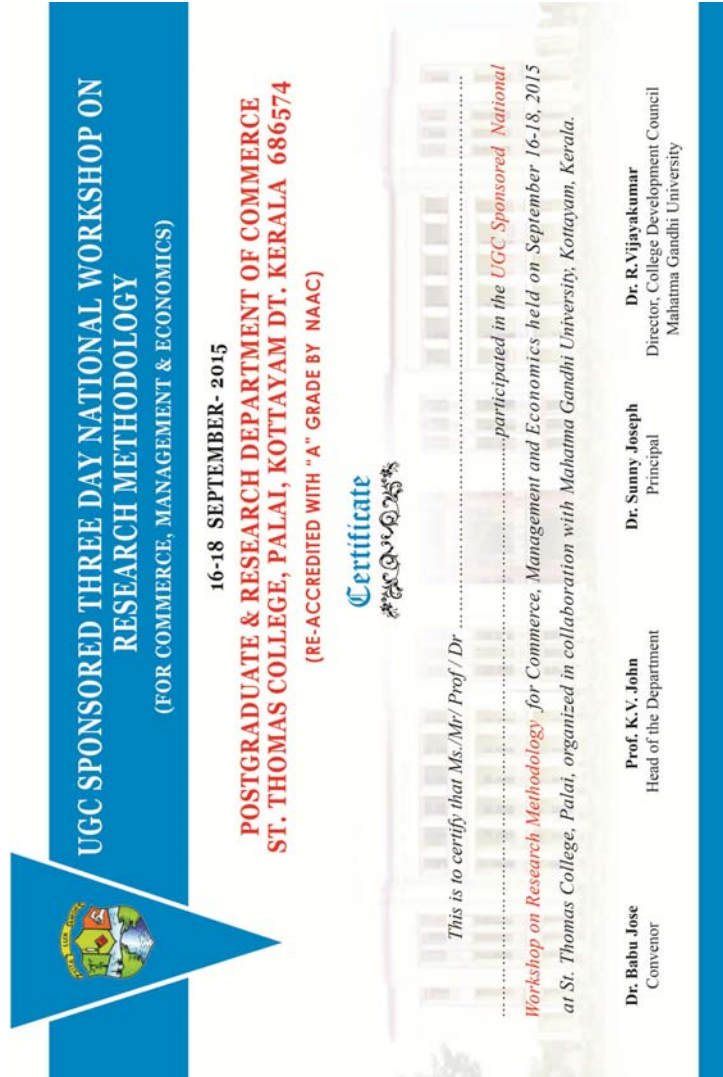 UGC SPONSORED THREE DAY NATIONAL WORKSHOP ON
RESEARCH METHODOLOGY
(FOR COMMERCE, MANAGEMENT & ECONOMICS)
16-18 SEPTEMBER- 2015
POSTGRADUATE & RESEARCH DEPARTMENT OF COMMERCE
ST. THOMAS COLLEGE, PALAI, KOTTAYAM DT. KERALA 686574
(RE-ACCREDITED WITH "A" GRADE BY NAAC)
Certificate
This is to certify that Ms./Mr/ Prof / Dr ........................................................................
........................................................................participated in the UGC Sponsored National
Workshop on Research Methodology for Commerce, Management and Economics held on September 16-18, 2015
at St. Thomas College, Palai, organized in collaboration with Mahatma Gandhi University, Kottayam, Kerala.
Dr. Babu Jose
Convenor
Prof. K.V. John
Head of the Department
Dr. Sunny Joseph
Principal
Dr. R.Vijayakumar
Director, College Development Council
Mahatma Gandhi University